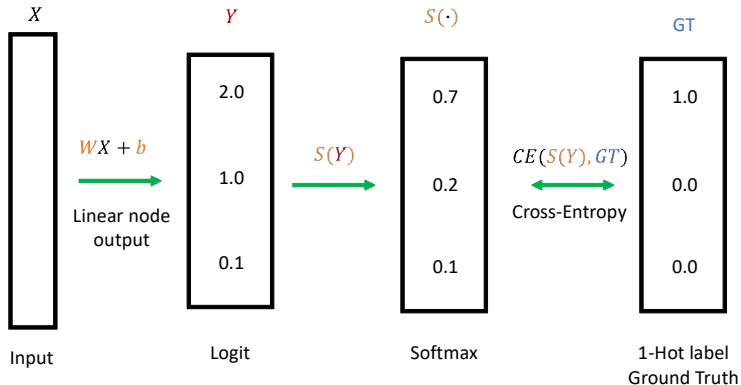 X
Y
S(·)
GT
2.0
0.7
1.0
WX + b
S(Y)
CE(S(Y), GT)
1.0
0.2
0.0
Linear node
output
Cross-Entropy
0.1
0.1
0.0
Input
Logit
Softmax
1-Hot label
Ground Truth